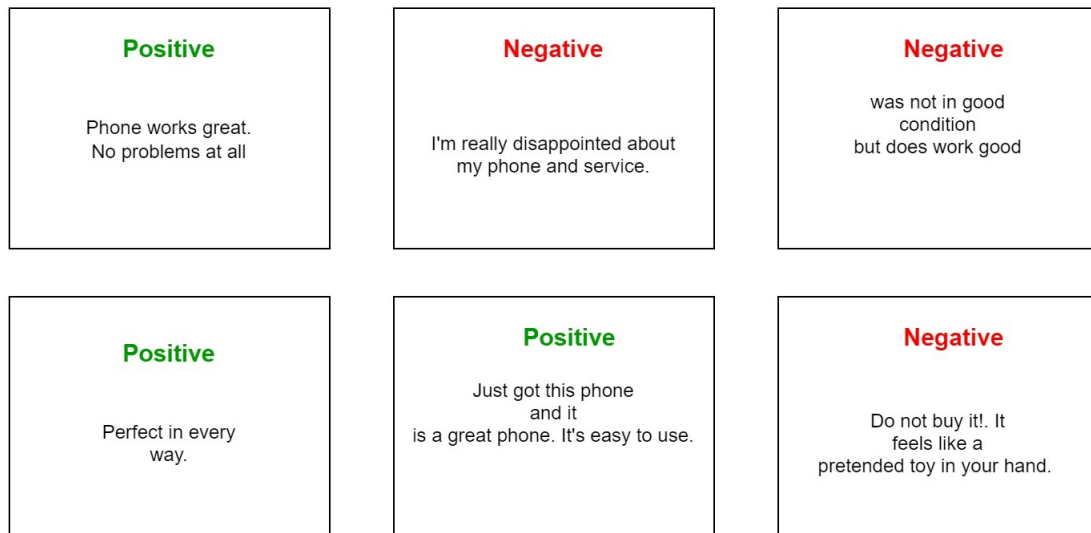 Positive
Phone works great.
No problems at all
Negative
I'm really disappointed about
my phone and service.
Negative
was not in good
condition
but does work good
Positive
Perfect in every
way.
Positive
Just got this phone
and it
is a great phone. It's easy to use.
Negative
Do not buy it!. It
feels like a
pretended toy in your hand.